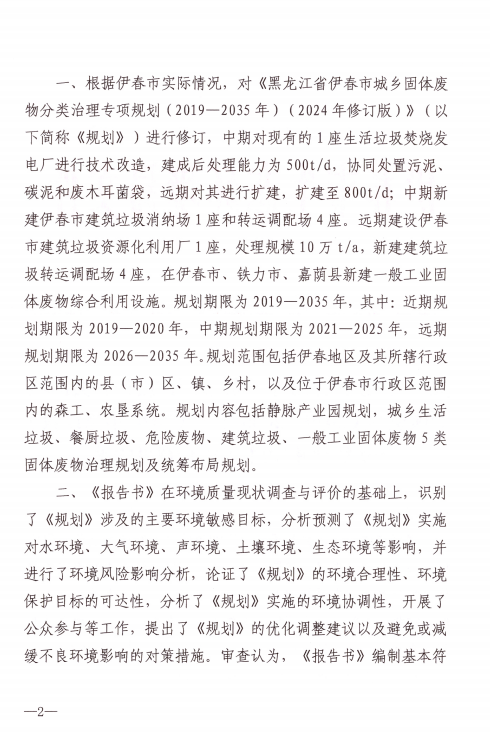 一、根据伊春市实际情况，对《黑龙江省伊春市城乡固体废
物分类治理专项规划（2019—2035年）（2024年修订版）》（以
下简称《规划》）进行修订，中期对现有的1座生活垃圾焚烧发
电厂进行技术改造，建成后处理能力为500t/d，协同处置污泥、
碳泥和废木耳菌袋，远期对其进行扩建，扩建至800t/d；中期新
建伊春市建筑垃圾消纳场1座和转运调配场4座。远期建设伊春
市建筑垃圾资源化利用厂1座，处理规模10万t/a，新建建筑垃
圾转运调配场4座，在伊春市、铁力市、嘉荫县新建一般工业固
体废物综合利用设施。规划期限为2019—2035年，其中：近期规
划期限为2019—2020年，中期规划期限为2021—2025年，远期
规划期限为2026—2035年。规划范围包括伊春地区及其所辖行政
区范围内的县（市）区、镇、乡村，以及位于伊春市行政区范围
内的森工、农垦系统。规划内容包括静脉产业园规划，城乡生活
垃圾、餐厨垃圾、危险废物、建筑垃圾、一般工业固体废物5类
固体废物治理规划及统筹布局规划。
二、《报告书》在环境质量现状调查与评价的基础上，识别
了《规划》涉及的主要环境敏感目标，分析预测了《规划》实施
对水环境、大气环境、声环境、土壤环境、生态环境等影响，并
进行了环境风险影响分析，论证了《规划》的环境合理性、环境
保护目标的可达性，分析了《规划》实施的环境协调性，开展了
公众参与等工作，提出了《规划》的优化调整建议以及避免或减
缓不良环境影响的对策措施。审查认为，《报告书》编制基本符
—2—